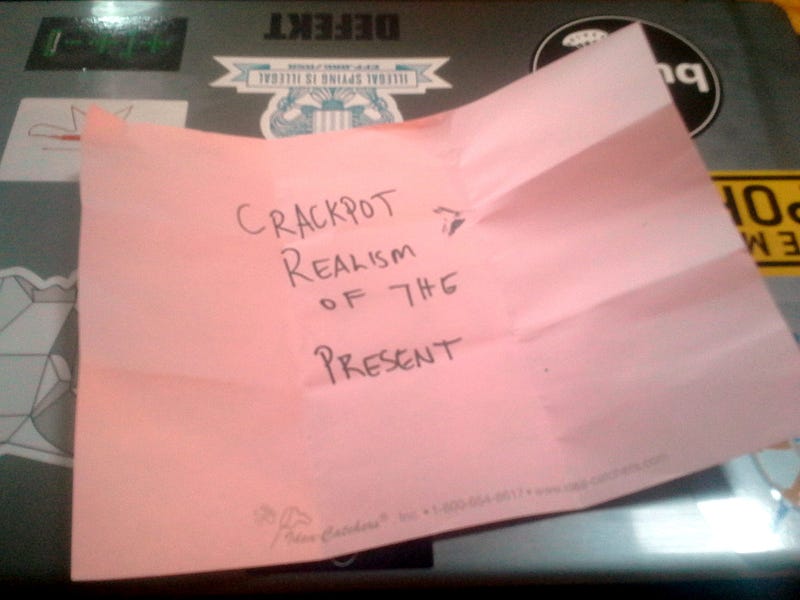 DEFEKT
ILLEGAL SPYING IS ILLEGAL
CRACKPOT
REALISM
OF THE
PRESENT
Idea-Catchers® Inc • 1-800-654-8617 • www.idea-catchers.com